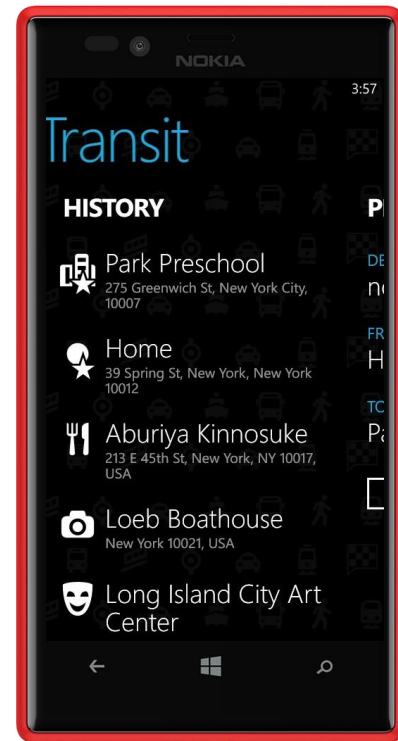 NOKIA
3:57
Transit
HISTORY
Park Preschool
275 Greenwich St, New York City,
10007
Home
39 Spring St, New York, New York
10012
Aburiya Kinnosuke
213 E 45th St, New York, NY 10017,
USA
Loeb Boathouse
New York 10021, USA
Long Island City Art
Center